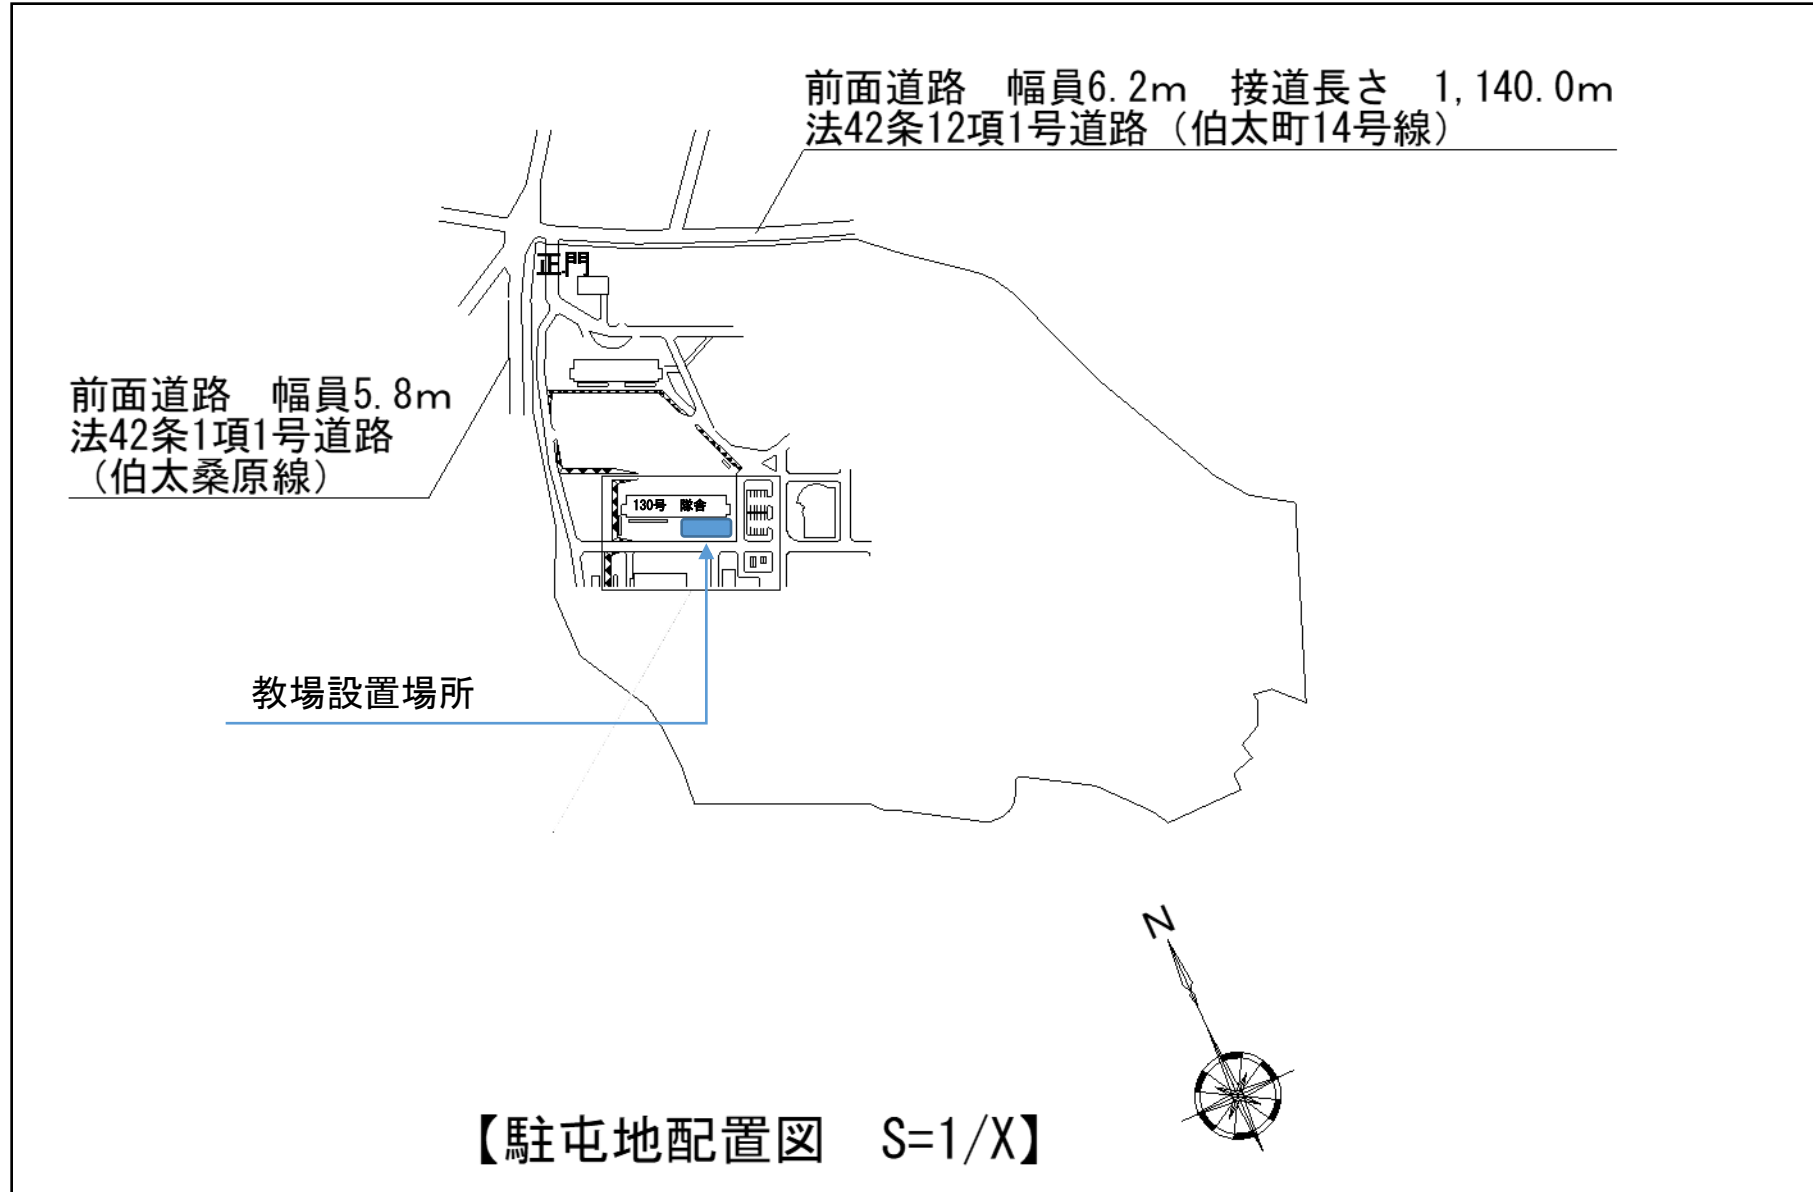 前面道路　幅員6.2ｍ　接道長さ　1,140.0ｍ
法42条12項1号道路（伯太町14号線）
正門
前面道路　幅員5.8ｍ
法42条1項1号道路
（伯太桑原線）
130号　隊舎
教場設置場所
N
【駐屯地配置図　S=1/X】